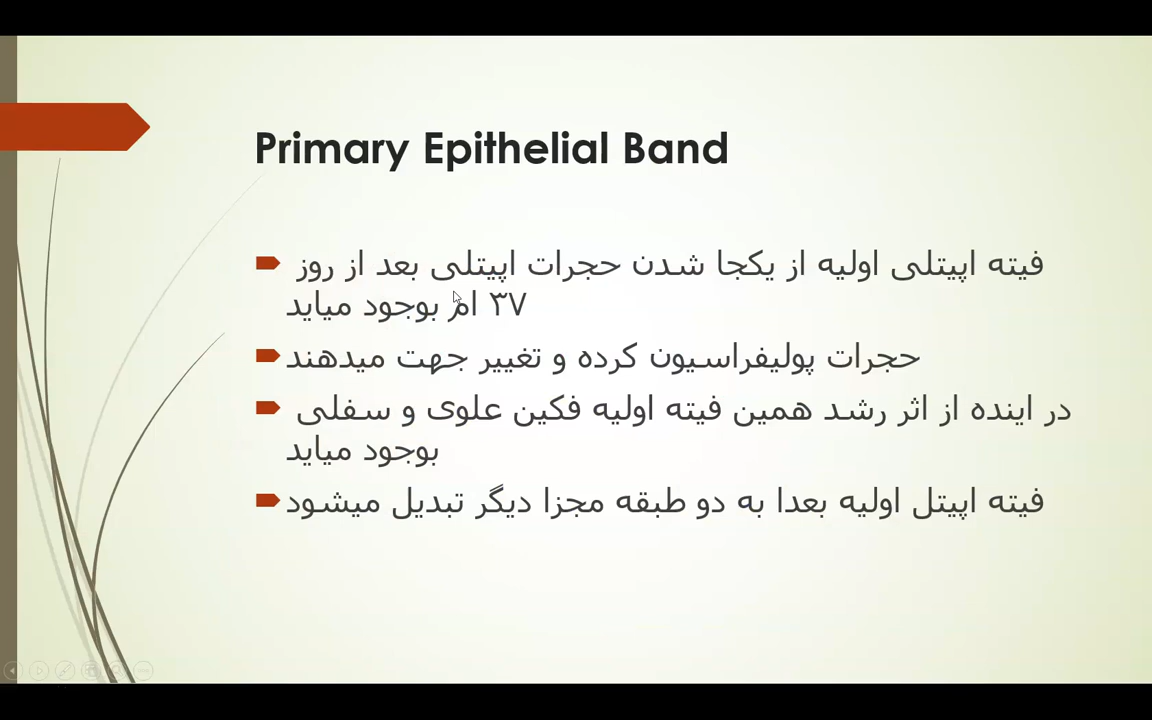 Primary Epithelial Band
فیته اپیتلی اولیه از یکجا شدن حجرات اپیتلی بعد از روز
۳۷ ام بوجود میاید
حجرات پولیفراسیون کرده و تغییر جهت میدهند
در اینده از اثر رشد همین فیته اولیه فکین علوی و سفلی
بوجود میاید
فیته اپیتل اولیه بعدا به دو طبقه مجزا دیگر تبدیل میشود